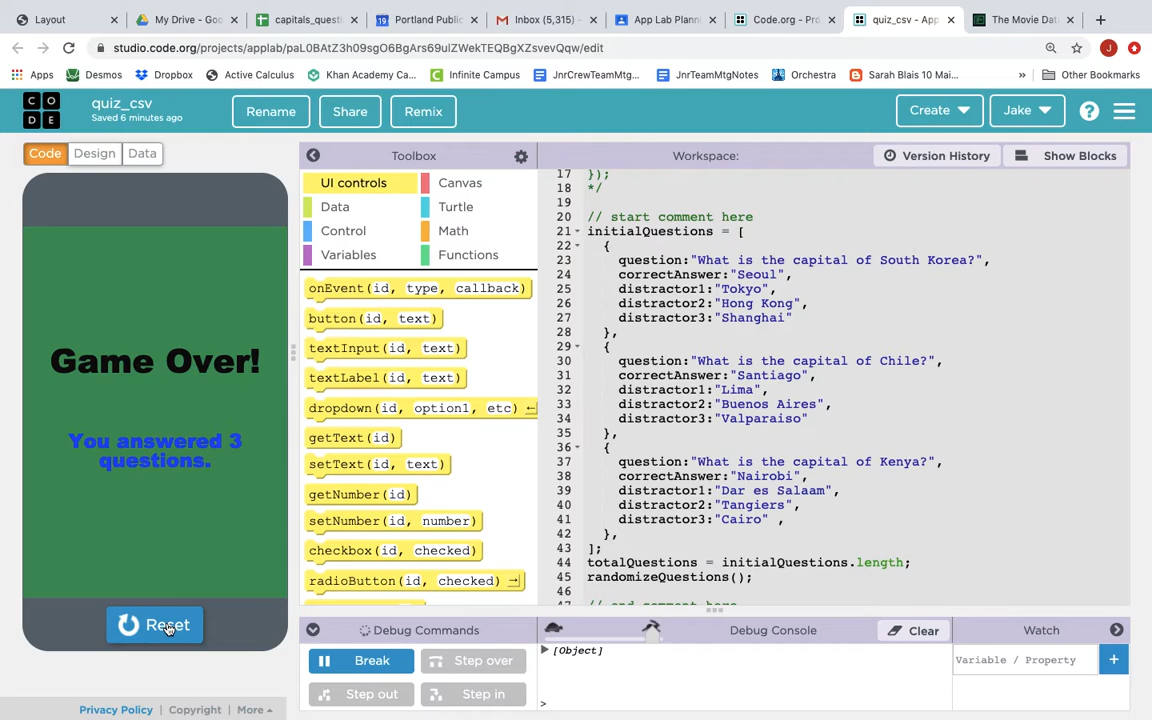 Layout
My Drive - Goo
capitals_questi
Portland Public
Inbox (5,315) -
App Lab Planni
Code.org - Proj
quiz_csv - App
The Movie Data
studio.code.org/projects/applab/paL0BAtZ3h09sgO6BgArs69ulZWekTEQBgXZsvevQqw/edit
J
Apps
Desmos
Dropbox
Active Calculus
Khan Academy Ca...
Infinite Campus
JnrCrewTeamMtg...
JnrTeamMtgNotes
Orchestra
Sarah Blais 10 Mai...
»
Other Bookmarks
C O
D E
quiz_csv
Saved 6 minutes ago
Rename
Share
Remix
Create
Jake
?
Code
Design
Data
Toolbox
Workspace:
Version History
Show Blocks
UI controls
Canvas
Data
Turtle
Control
Math
Variables
Functions
onEvent(id, type, callback)
button(id, text)
textInput(id, text)
textLabel(id, text)
dropdown(id, option1, etc) ←
getText(id)
setText(id, text)
getNumber(id)
setNumber(id, number)
checkbox(id, checked)
radioButton(id, checked) →
17 });
18 */
19
20 // start comment here
21 initialQuestions = [
22 {
23 question:"What is the capital of South Korea?",
24 correctAnswer:"Seoul",
25 distractor1:"Tokyo",
26 distractor2:"Hong Kong",
27 distractor3:"Shanghai"
28 },
29 {
30 question:"What is the capital of Chile?",
31 correctAnswer:"Santiago",
32 distractor1:"Lima",
33 distractor2:"Buenos Aires",
34 distractor3:"Valparaiso"
35 },
36 {
37 question:"What is the capital of Kenya?",
38 correctAnswer:"Nairobi",
39 distractor1:"Dar es Salaam",
40 distractor2:"Tangiers",
41 distractor3:"Cairo" ,
42 },
43 ];
44 totalQuestions = initialQuestions.length;
45 randomizeQuestions();
47 // end comment here
Game Over!
You answered 3
questions.
Reset
Debug Commands
Debug Console
Clear
Watch
Break
Step over
Step out
Step in
[Object]
>
Variable / Property
+
Privacy Policy | Copyright | More